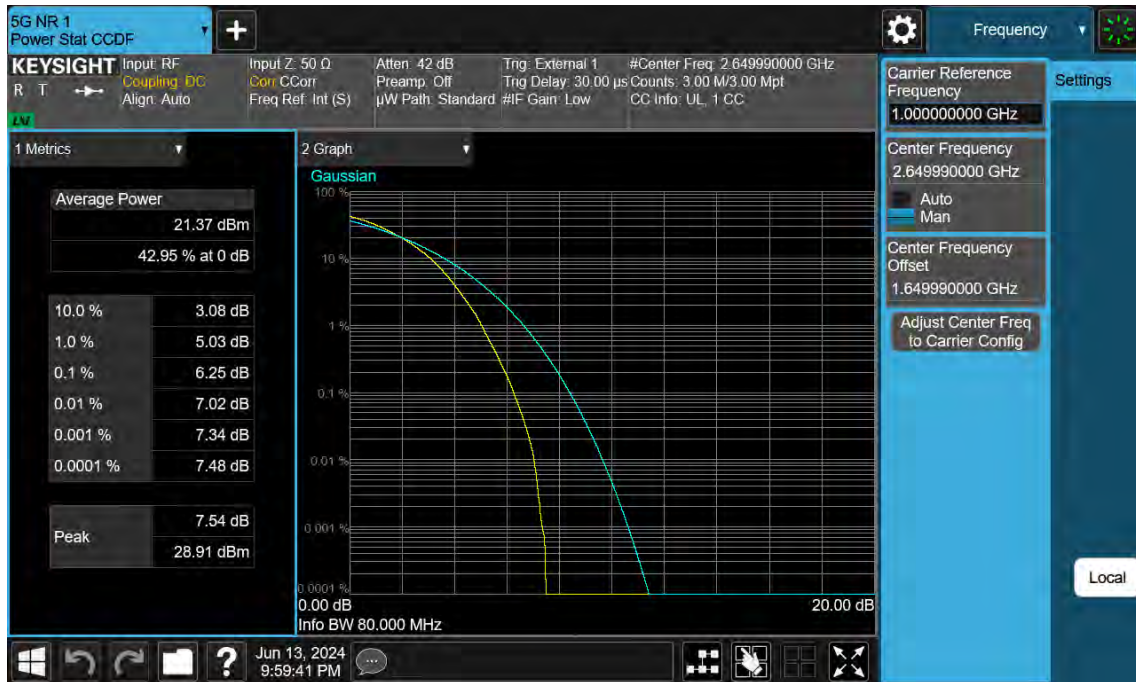 5G NR 1
Power Stat CCDF
+
Frequency
KEYSIGHT
R T
LXI
Input: RF
Coupling: DC
Align: Auto
Input Z: 50 Ω
Corr CCorr
Freq Ref: Int (S)
Atten: 42 dB
Preamp: Off
µW Path: Standard
Trig: External 1
Trig Delay: 30.00 µs
#IF Gain: Low
#Center Freq: 2.649990000 GHz
Counts: 3.00 M/3.00 Mpt
CC Info: UL, 1 CC
1 Metrics
Average Power
21.37 dBm
42.95 % at 0 dB
10.0 % 3.08 dB
1.0 % 5.03 dB
0.1 % 6.25 dB
0.01 % 7.02 dB
0.001 % 7.34 dB
0.0001 % 7.48 dB
Peak
7.54 dB
28.91 dBm
2 Graph
Gaussian
100 %
10 %
1 %
0.1 %
0.01 %
0.001 %
0.0001 %
0.00 dB 20.00 dB
Info BW 80.000 MHz
Carrier Reference
Frequency
1.000000000 GHz
Center Frequency
2.649990000 GHz
Auto
Man
Center Frequency
Offset
1.649990000 GHz
Adjust Center Freq
to Carrier Config
Settings
Local
?
Jun 13, 2024
9:59:41 PM